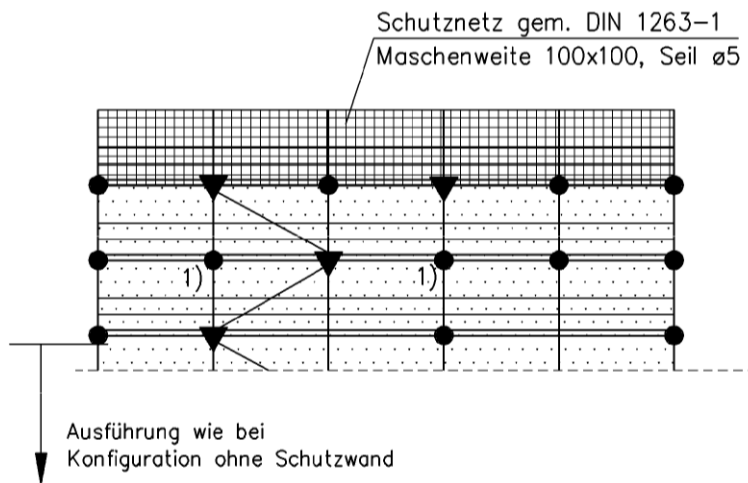 Schutznetz gem. DIN 1263-1
Maschenweite 100x100, Seil ø5
1)
1)
Ausführung wie bei
Konfiguration ohne Schutzwand